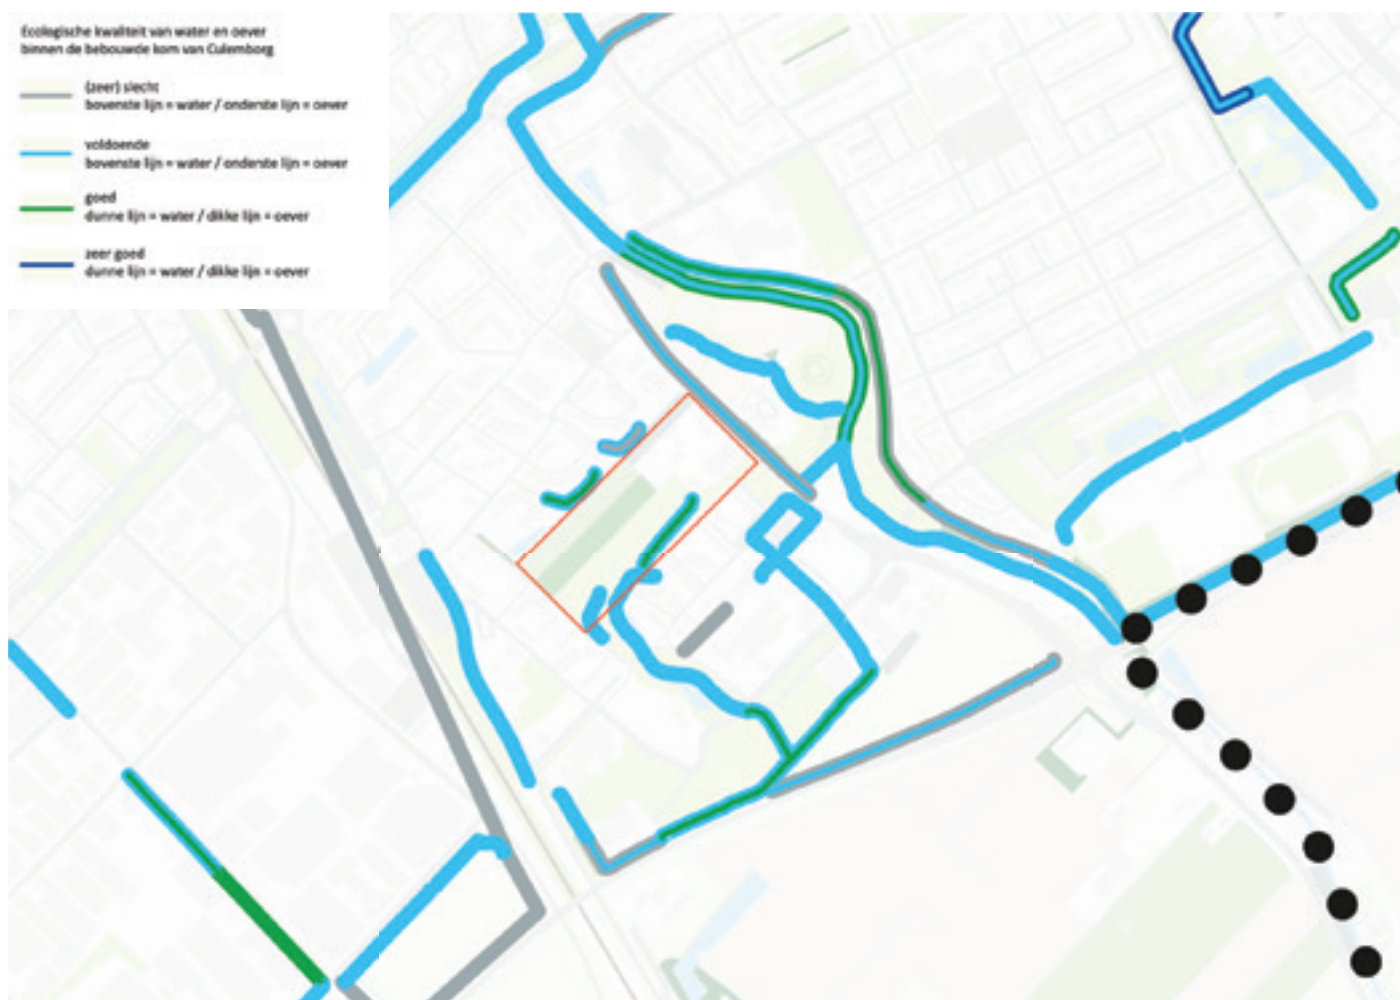 Ecologische kwaliteit van water en oever
binnen de bebouwde kom van Culemborg
(zeer) slecht
bovenste lijn = water / onderste lijn = oever
voldoende
bovenste lijn = water / onderste lijn = oever
goed
dunne lijn = water / dikke lijn = oever
zeer goed
dunne lijn = water / dikke lijn = oever